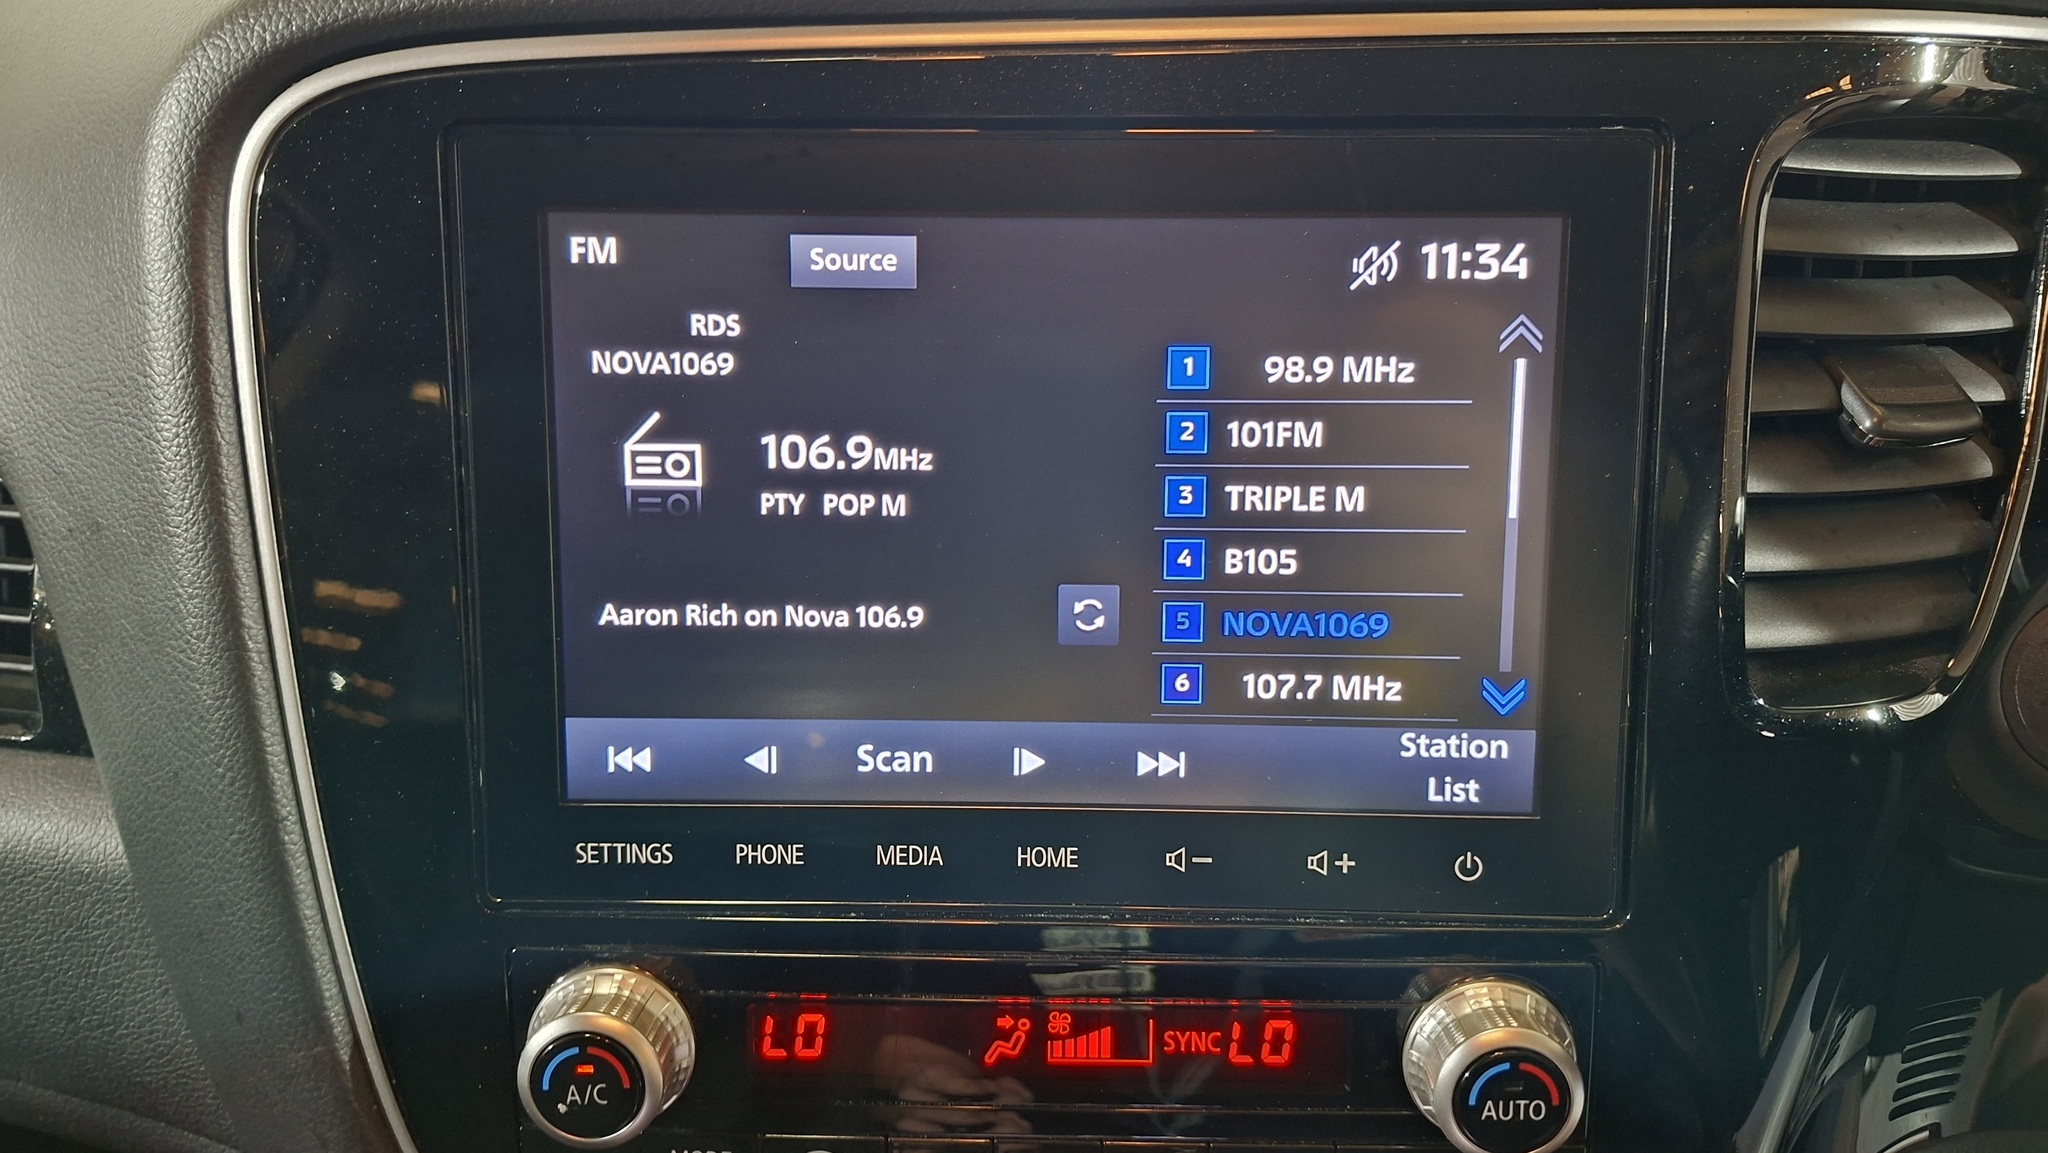 FM
Source
11:34
RDS
NOVA1069
106.9MHz
PTY POP M
Aaron Rich on Nova 106.9
1 98.9 MHz
2 101FM
3 TRIPLE M
4 B105
5 NOVA1069
6 107.7 MHz
Scan
Station
List
SETTINGS
PHONE
MEDIA
HOME
LO
SYNC LO
A/C
AUTO